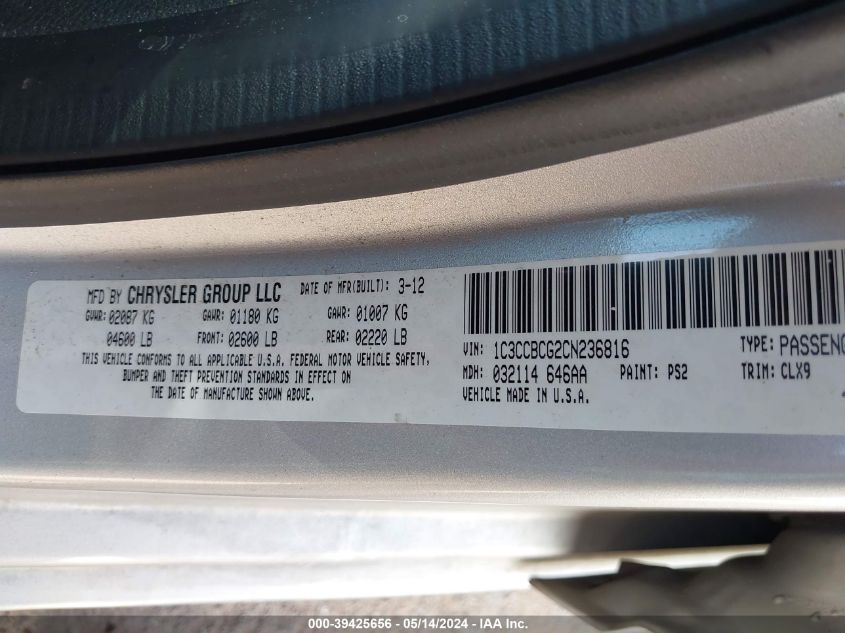 MFD BY CHRYSLER GROUP LLC DATE OF MFR(BUILT): 3-12
GVWR: 02087 KG GAWR: 01180 KG GAWR: 01007 KG
04600 LB FRONT: 02600 LB REAR: 02220 LB
THIS VEHICLE CONFORMS TO ALL APPLICABLE U.S.A. FEDERAL MOTOR VEHICLE SAFETY,
BUMPER AND THEFT PREVENTION STANDARDS IN EFFECT ON
THE DATE OF MANUFACTURE SHOWN ABOVE.
VIN: 1C3CCBCG2CN236816 TYPE: PASSENG
MDH: 032114 646AA PAINT: PS2 TRIM: CLX9
VEHICLE MADE IN U.S.A.
000-39425656 - 05/14/2024 - IAA Inc.